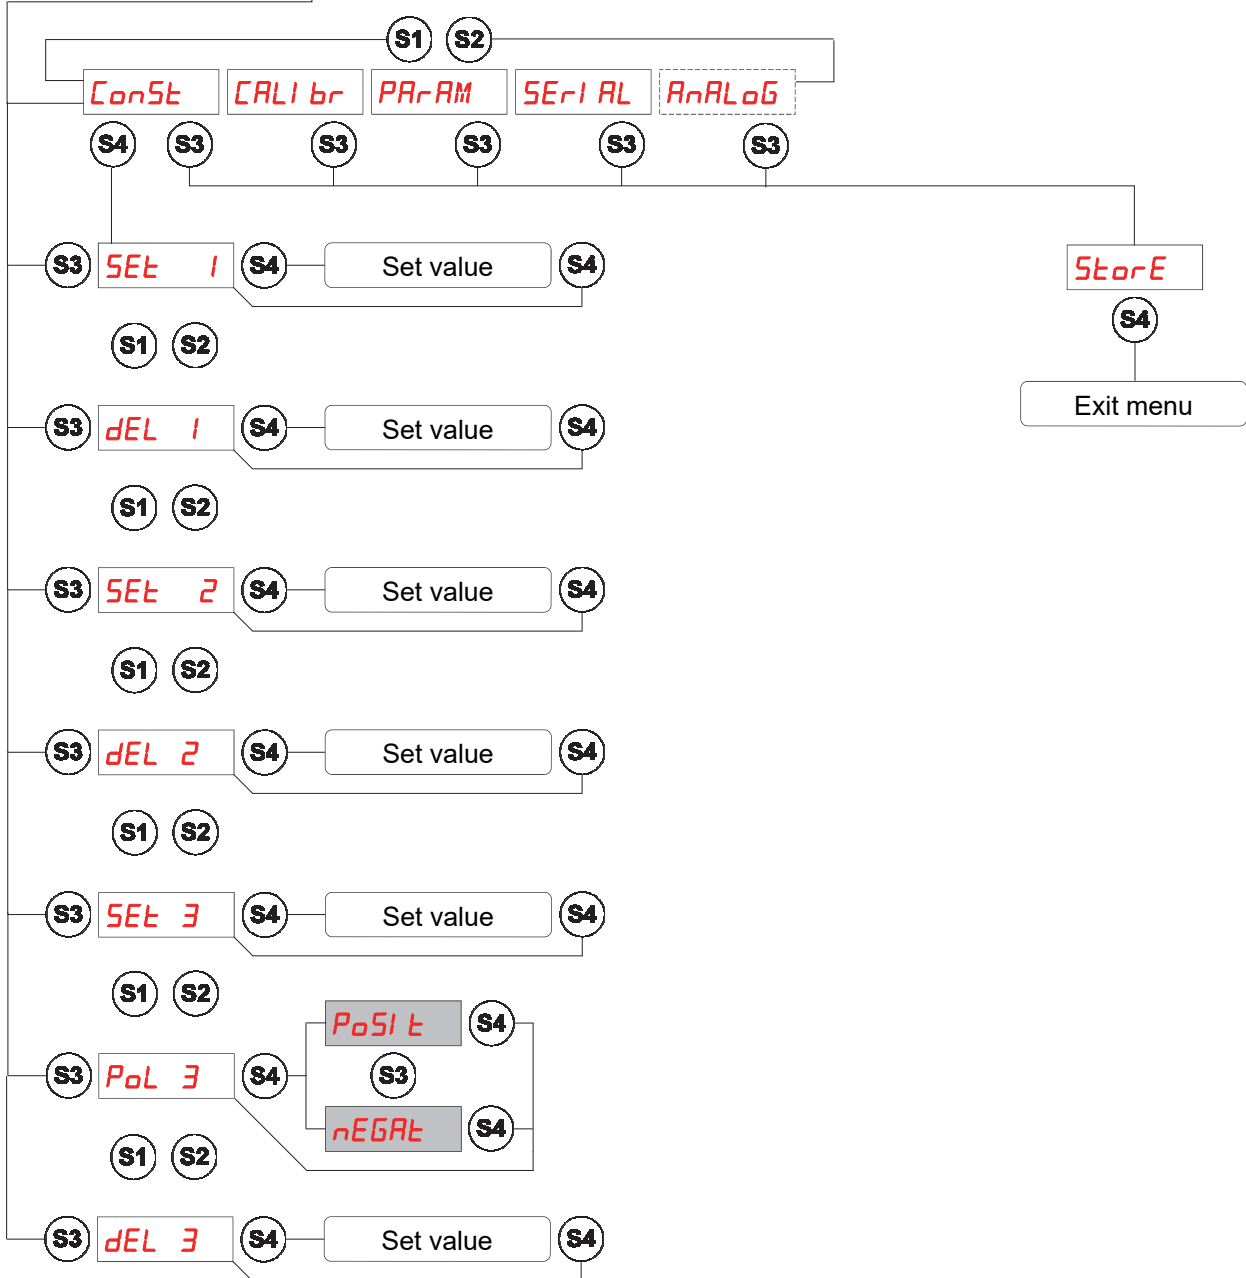 S1 S2
ConSt CALIbr PArAM SErIAL AnALoG
S4 S3 S3 S3 S3 S3
S3 SEt 1 S4 Set value S4
StorE
S1 S2
S4
S3 dEL 1 S4 Set value S4
Exit menu
S1 S2
S3 SEt 2 S4 Set value S4
S1 S2
S3 dEL 2 S4 Set value S4
S1 S2
S3 SEt 3 S4 Set value S4
S1 S2
PoSIt S4
S3 PoL 3 S4 S3
nEGAt S4
S1 S2
S3 dEL 3 S4 Set value S4